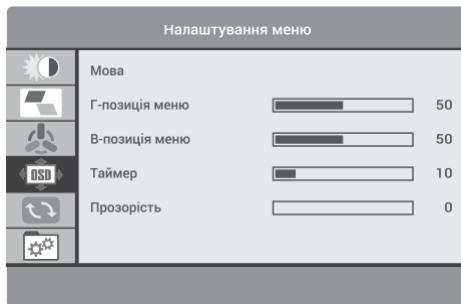 Налаштування меню
Мова
Г-позиція меню 50
В-позиція меню 50
OSD
Таймер 10
Прозорість 0